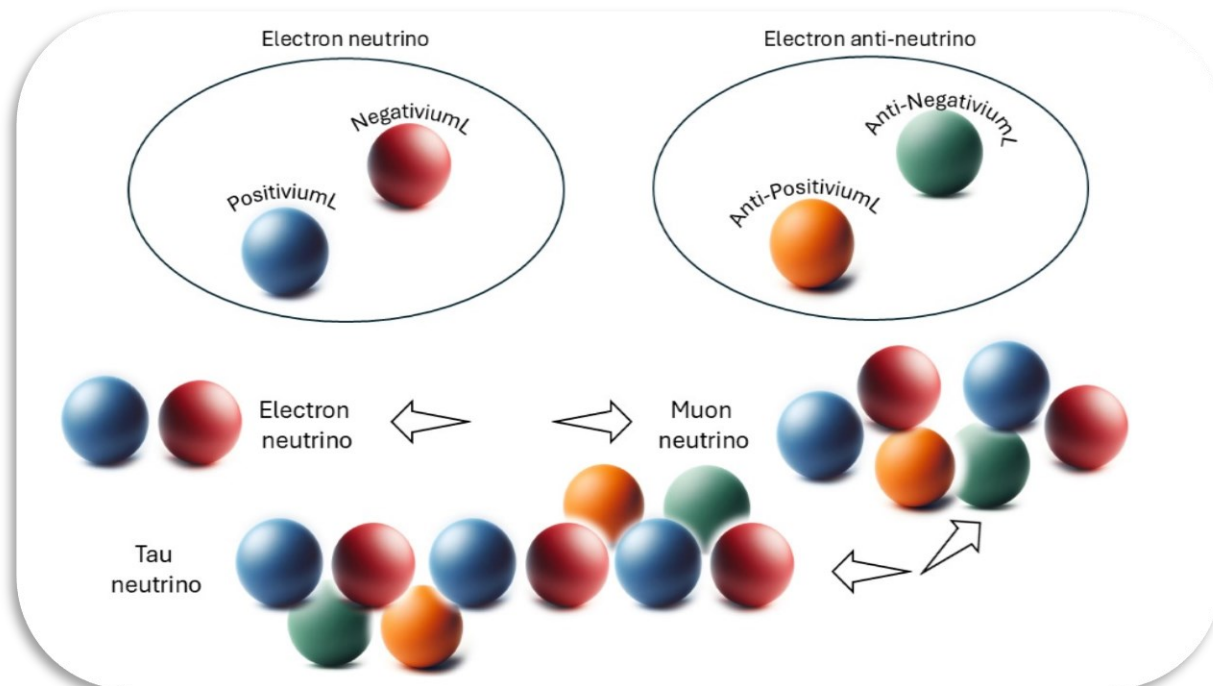 Electron neutrino
Electron anti-neutrino
NegativiumL
PositiviumL
Anti-NegativiumL
Anti-PositiviumL
Electron
neutrino
Muon
neutrino
Tau
neutrino